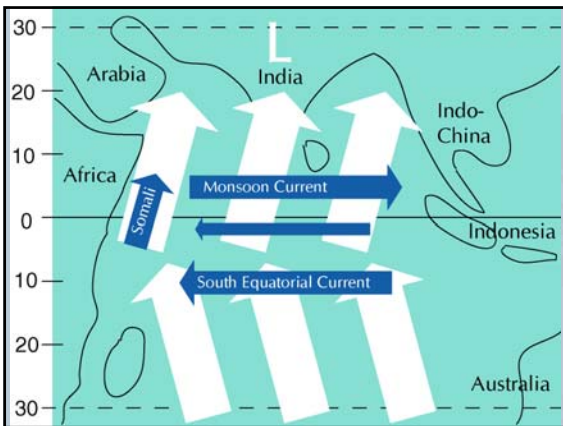 30
L
Arabia
India
20
Indo-
China
10
Africa
Monsoon Current
Somali
0
Indonesia
10
South Equatorial Current
Australia
30